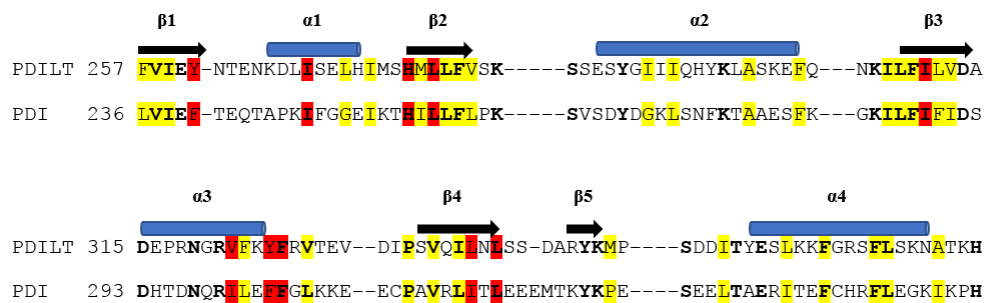 β1 α1 β2 α2 β3
PDILT 257 FVIEY-NTENKDLISELHIMSHMLLFVSK-----SSESYGIIIQHYKLASKEFQ---NKILFILVDA
PDI 236 LVIEF-TEQTAPKIFGGEIKTHILLFLPK-----SVSDYDGKLSNFKTAAESFK---GKILFIFIDS
α3 β4 β5 α4
PDILT 315 DEPRNGRVFKYFRVTEV--DIPSVQILNLSS-DARYKMP----SDDITYESLKKFGRSFLSKNATKH
PDI 293 DHTDNQRILEFFGLKKE--ECPAVRLITLEEEMTKYKPE----SEELTAERITEFCHRFLEGKIKPH